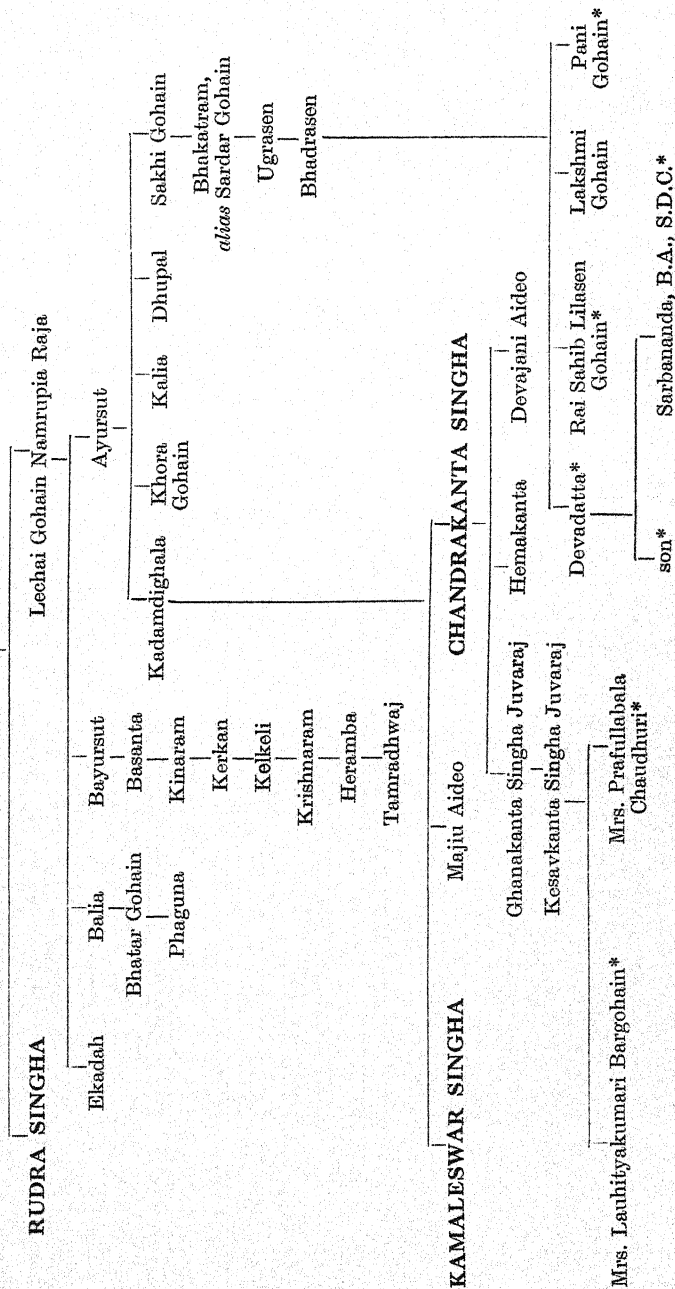 RUDRA SINGHA
Lechai Gohain Namrupia Raja
Ekadah
Balia
Bayursut
Ayursut
Bhatar Gohain
Phaguna
Basanta
Kinaram
Kerkan
Kelkeli
Krishnaram
Heramba
Tamradhwaj
Kadamdighala
Khora
Gohain
Kalia
Dhupal
Sakhi Gohain
Bhakatram,
alias Sardar Gohain
Ugrasen
Bhadrasen
KAMALESWAR SINGHA
Majiu Aideo
CHANDRAKANTA SINGHA
Ghanakanta Singha Juvaraj
Kesavkanta Singha Juvaraj
Hemakanta
Devajani Aideo
Mrs. Lauhityakumari Bargohain*
Mrs. Prafullabala
Chaudhuri*
Devadatta*
Rai Sahib Lilasen
Gohain*
Lakshmi
Gohain
Pani
Gohain*
son*
Sarbananda, B.A., S.D.C.*